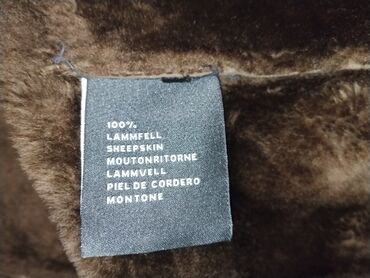 100%
LAMMFELL
SHEEPSKIN
MOUTONRITORNE
LAMMVELL
PIEL DE CORDERO
MONTONE